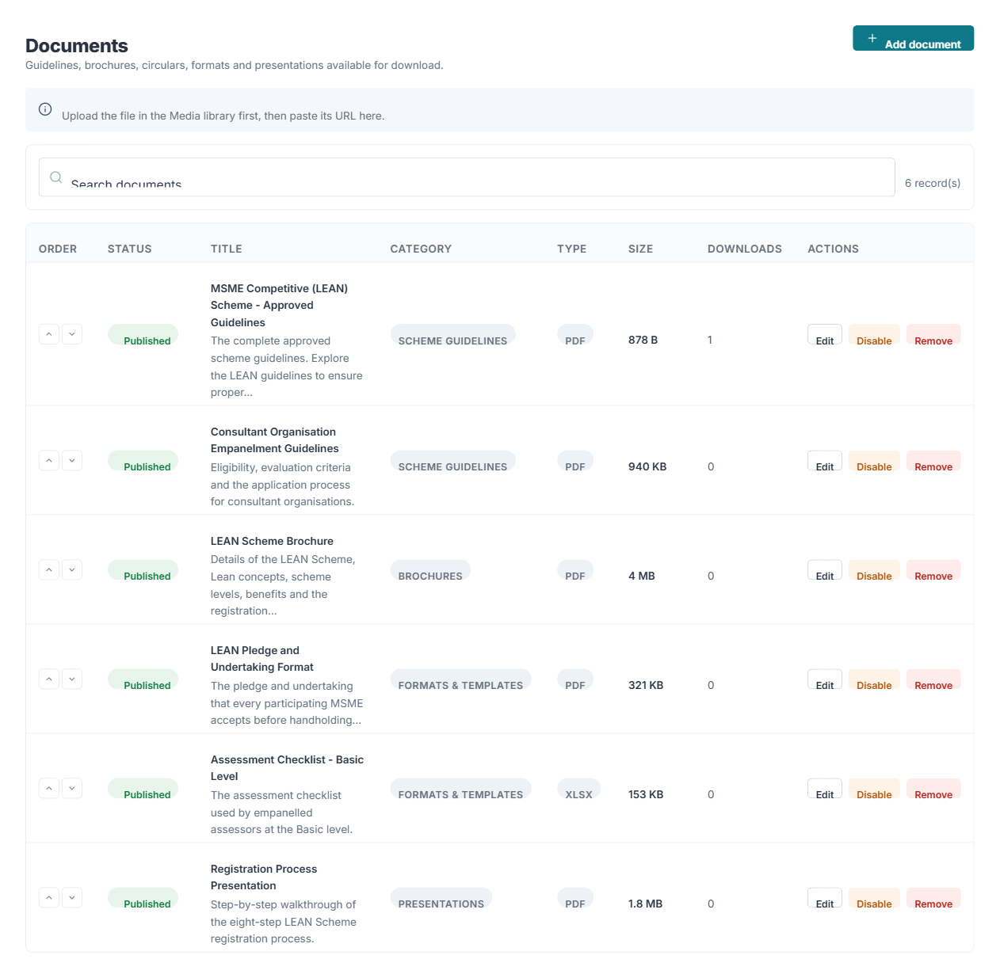 Documents
Add document
Guidelines, brochures, circulars, formats and presentations available for download.
Upload the file in the Media library first, then paste its URL here.
Search documents
6 record(s)
ORDER STATUS TITLE CATEGORY TYPE SIZE DOWNLOADS ACTIONS
MSME Competitive (LEAN)
Scheme - Approved
Guidelines
The complete approved
scheme guidelines. Explore
the LEAN guidelines to ensure
proper...
Published SCHEME GUIDELINES PDF 878 B 1 Edit Disable Remove
Consultant Organisation
Empanelment Guidelines
Eligibility, evaluation criteria
and the application process
for consultant organisations.
Published SCHEME GUIDELINES PDF 940 KB 0 Edit Disable Remove
LEAN Scheme Brochure
Details of the LEAN Scheme,
Lean concepts, scheme
levels, benefits and the
registration...
Published BROCHURES PDF 4 MB 0 Edit Disable Remove
LEAN Pledge and
Undertaking Format
The pledge and undertaking
that every participating MSME
accepts before handholding...
Published FORMATS & TEMPLATES PDF 321 KB 0 Edit Disable Remove
Assessment Checklist - Basic
Level
The assessment checklist
used by empanelled
assessors at the Basic level.
Published FORMATS & TEMPLATES XLSX 153 KB 0 Edit Disable Remove
Registration Process
Presentation
Step-by-step walkthrough of
the eight-step LEAN Scheme
registration process.
Published PRESENTATIONS PDF 1.8 MB 0 Edit Disable Remove